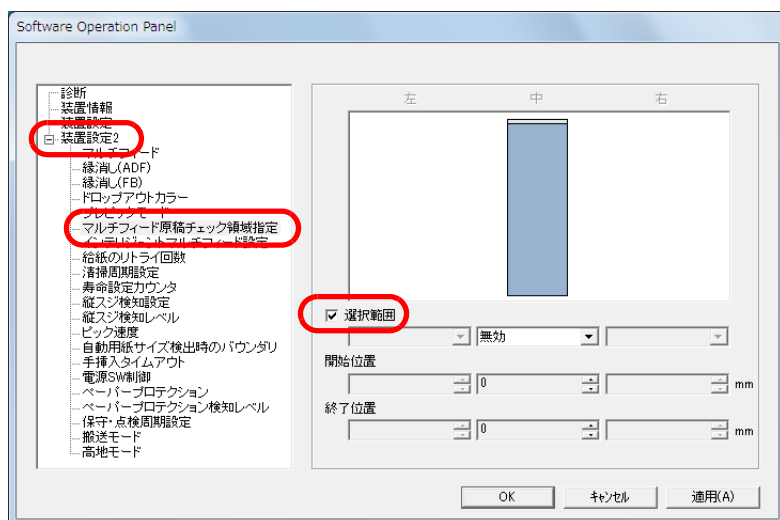 Software Operation Panel
診断
装置情報
装置設定
装置設定2
マルチフィード
縁消し(ADF)
縁消し(FB)
ドロップアウトカラー
プレピックモード
マルチフィード原稿チェック領域指定
インテリジェントマルチフィード設定
給紙のリトライ回数
清掃周期設定
寿命設定カウンタ
縦スジ検知設定
縦スジ検知レベル
ピック速度
自動用紙サイズ検出時のバウンダリ
手挿入タイムアウト
電源SW制御
ペーパープロテクション
ペーパープロテクション検知レベル
保守・点検周期設定
搬送モード
高地モード
左 中 右
選択範囲
無効
開始位置
0 mm
終了位置
0 mm
OK キャンセル 適用(A)